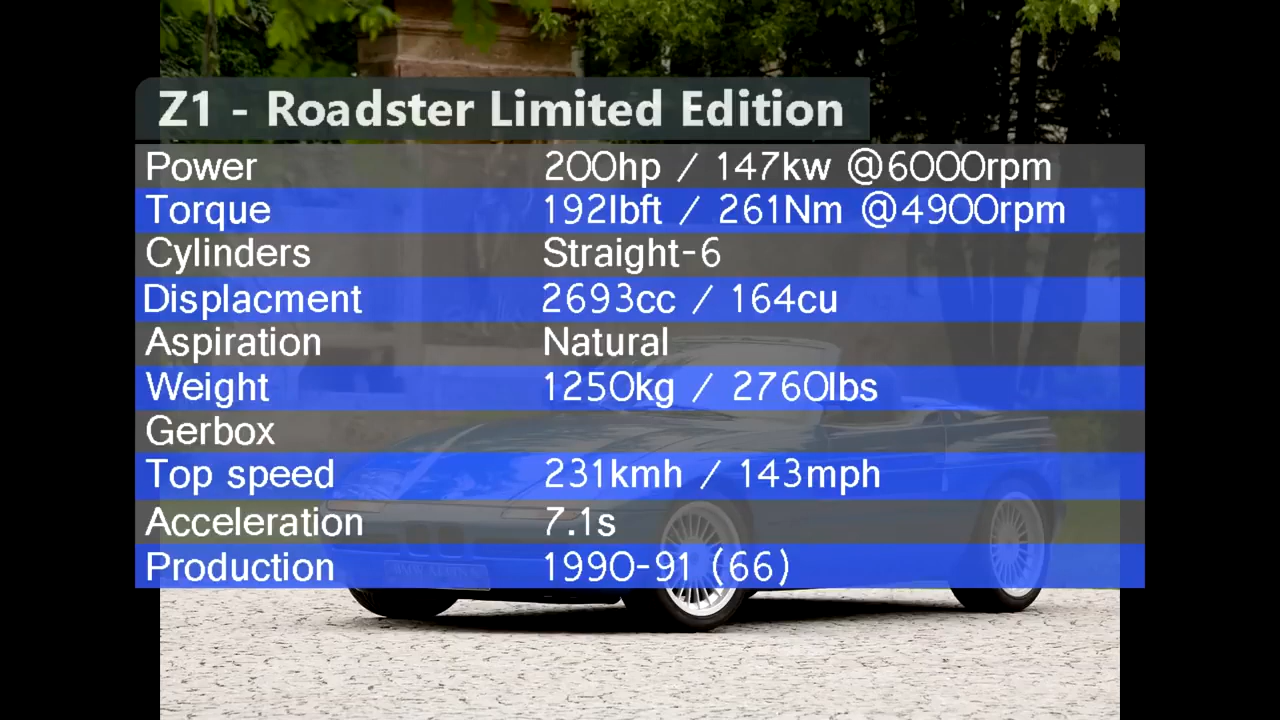 Z1 - Roadster Limited Edition
Power 200hp / 147kw @6000rpm
Torque 192lbft / 261Nm @4900rpm
Cylinders Straight-6
Displacment 2693cc / 164cu
Aspiration Natural
Weight 1250kg / 2760lbs
Gerbox
Top speed 231kmh / 143mph
Acceleration 7.1s
Production 1990-91 (66)